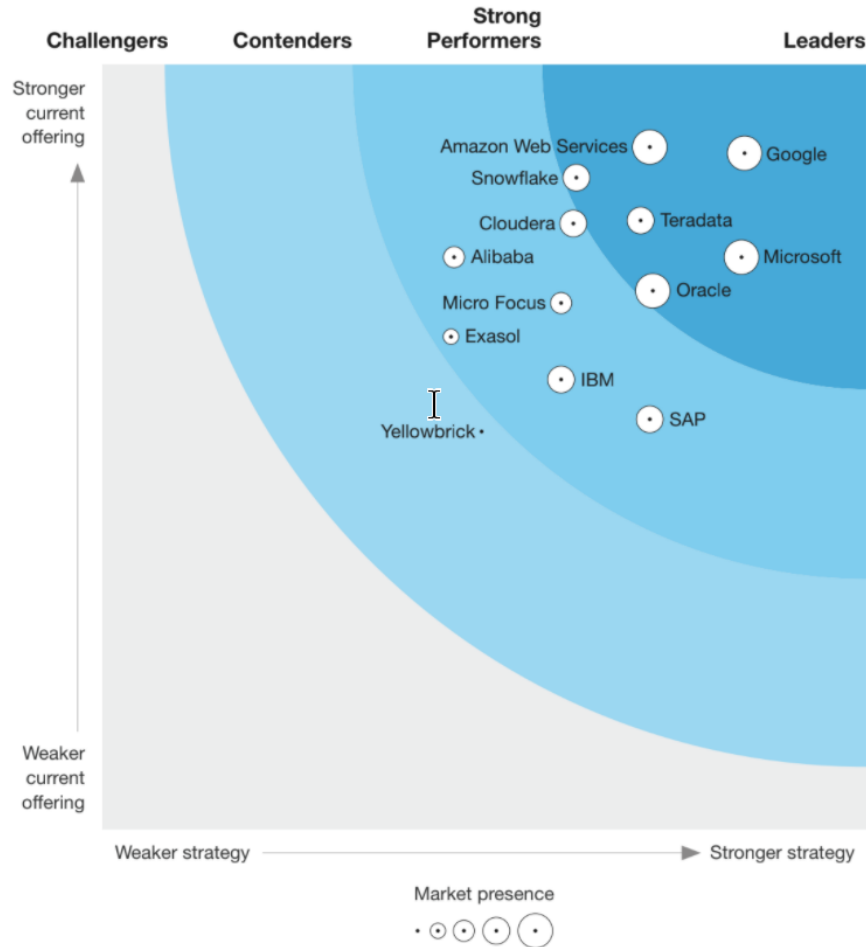 Strong
Challengers Contenders Performers Leaders
Stronger
current
offering
Amazon Web Services
Google
Snowflake
Cloudera
Teradata
Alibaba
Microsoft
Oracle
Micro Focus
Exasol
IBM
SAP
Yellowbrick
Weaker
current
offering
Weaker strategy
Stronger strategy
Market presence